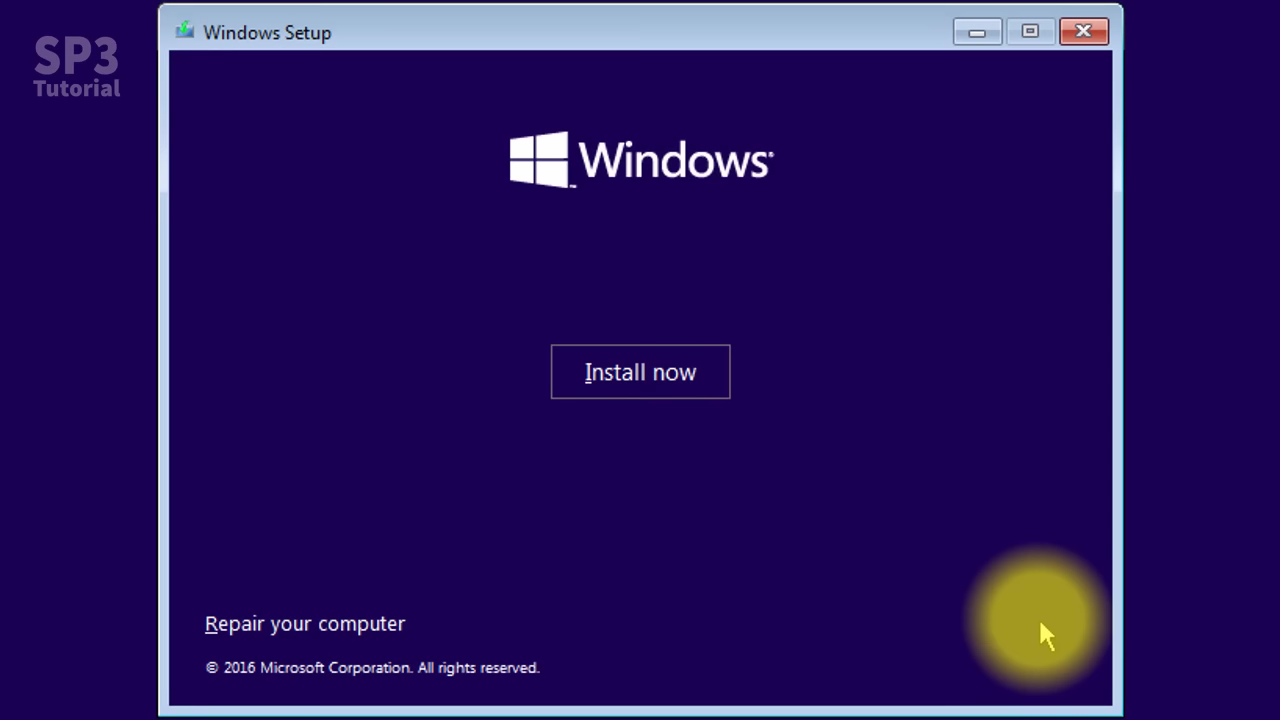 SP3
Tutorial
Windows Setup
Windows
Install now
Repair your computer
© 2016 Microsoft Corporation. All rights reserved.